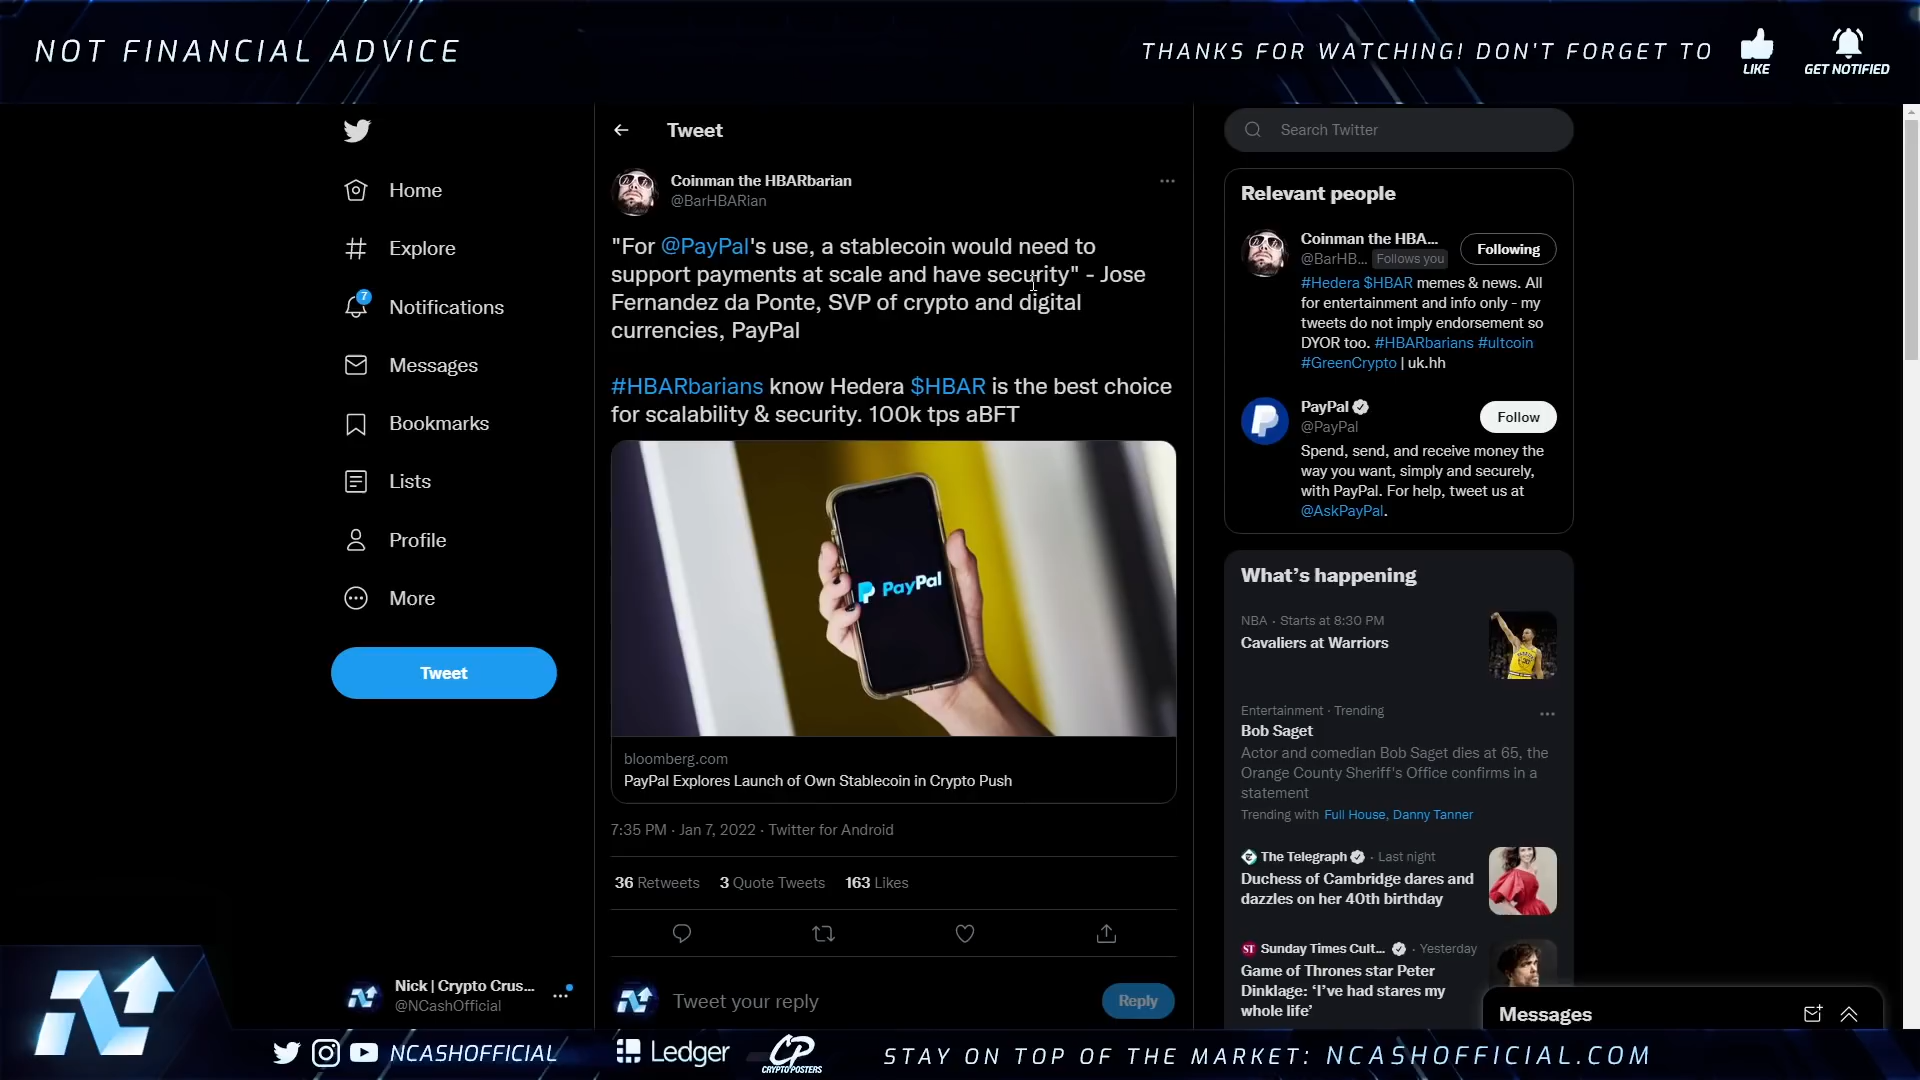 NOT FINANCIAL ADVICE
THANKS FOR WATCHING! DON'T FORGET TO
LIKE
GET NOTIFIED
Home
Explore
7
Notifications
Messages
Bookmarks
Lists
Profile
More
Tweet
Nick | Crypto Crus...
@NCashOfficial
Tweet
Coinman the HBARbarian
@BarHBARian
"For @PayPal's use, a stablecoin would need to
support payments at scale and have security" - Jose
Fernandez da Ponte, SVP of crypto and digital
currencies, PayPal
#HBARbarians know Hedera $HBAR is the best choice
for scalability & security. 100k tps aBFT
PayPal
bloomberg.com
PayPal Explores Launch of Own Stablecoin in Crypto Push
7:35 PM · Jan 7, 2022 · Twitter for Android
36 Retweets 3 Quote Tweets 163 Likes
Tweet your reply
Reply
Search Twitter
Relevant people
Coinman the HBA...
@BarHB... Follows you
Following
#Hedera $HBAR memes & news. All
for entertainment and info only - my
tweets do not imply endorsement so
DYOR too. #HBARbarians #ultcoin
#GreenCrypto | uk.hh
PayPal
@PayPal
Follow
Spend, send, and receive money the
way you want, simply and securely,
with PayPal. For help, tweet us at
@AskPayPal.
What's happening
NBA · Starts at 8:30 PM
Cavaliers at Warriors
Entertainment · Trending
Bob Saget
Actor and comedian Bob Saget dies at 65, the
Orange County Sheriff's Office confirms in a
statement
Trending with Full House, Danny Tanner
The Telegraph · Last night
Duchess of Cambridge dares and
dazzles on her 40th birthday
ST Sunday Times Cult... · Yesterday
Game of Thrones star Peter
Dinklage: 'I've had stares my
whole life'
Messages
NCASHOFFICIAL
Ledger
CP
CRYPTOPOSTERS
STAY ON TOP OF THE MARKET: NCASHOFFICIAL.COM